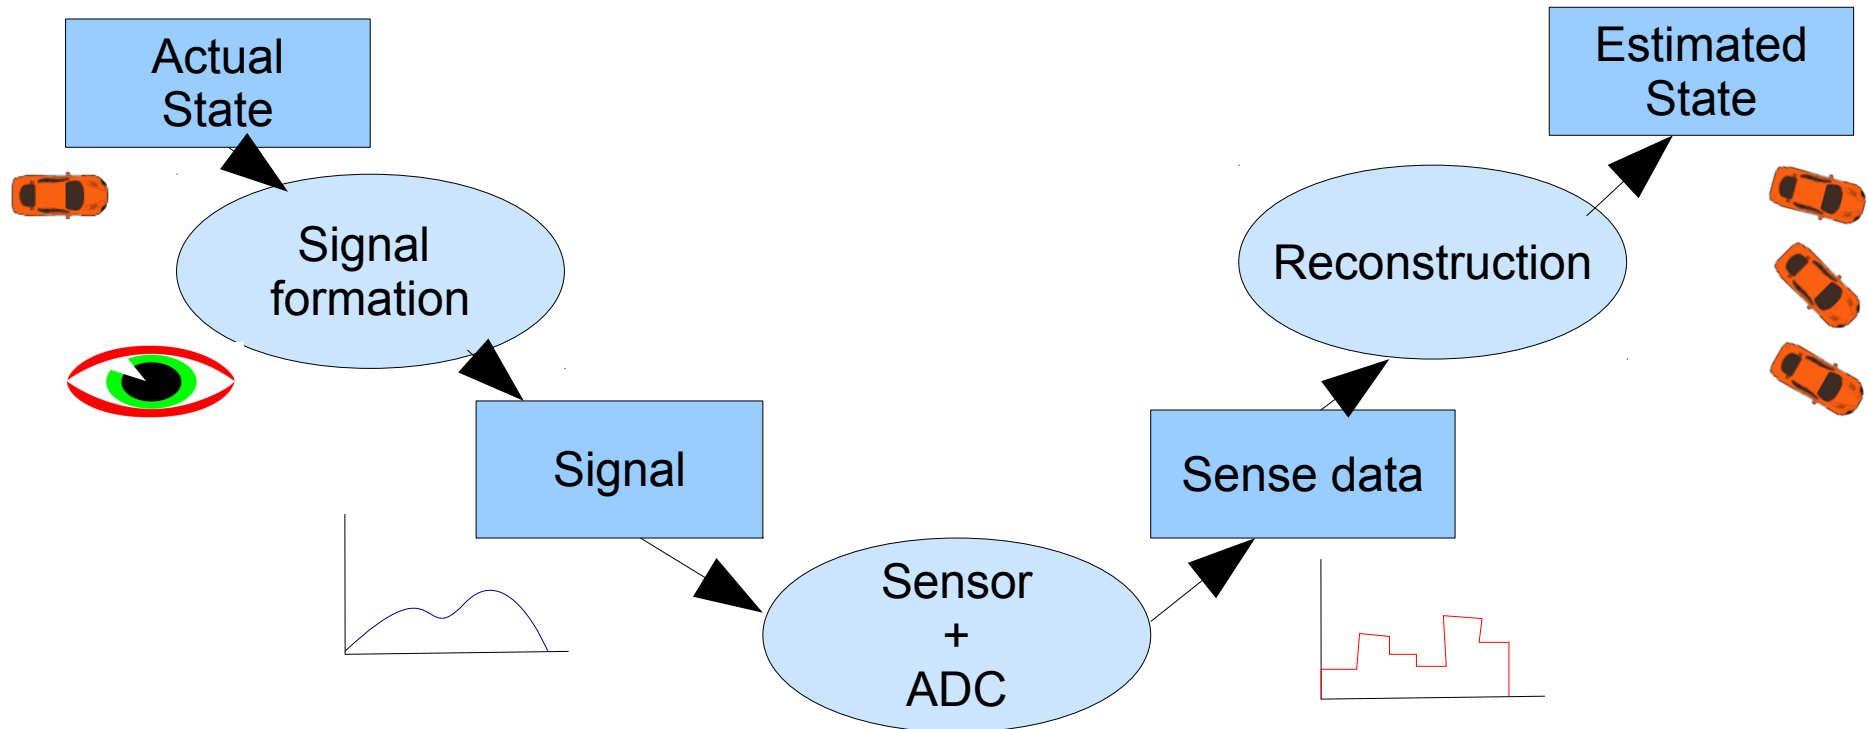 Actual
State
Signal
formation
Signal
Sensor
+
ADC
Sense data
Reconstruction
Estimated
State